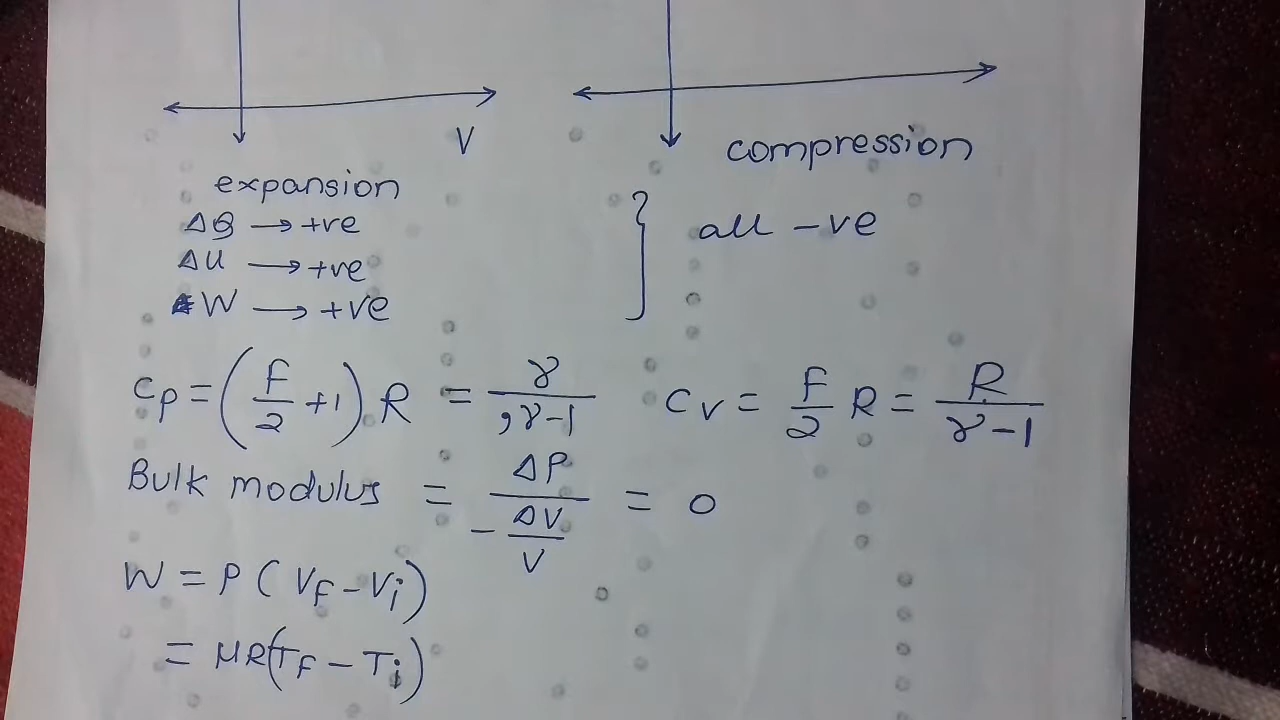 V
compression
expansion
ΔQ → +ve
ΔU → +ve
W → +ve
} all -ve
Cp = (F/2 + 1) R = γ/γ-1
Cv = F/2 R = R/γ-1
Bulk modulus = ΔP/-ΔV/V = 0
W = P (VF - Vi)
= μR(TF - Ti)